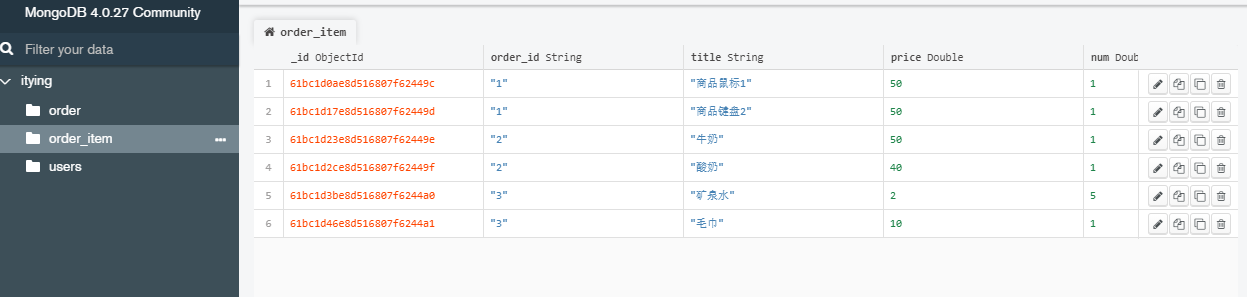 MongoDB 4.0.27 Community
Filter your data
itying
order
order_item
users
order_item
_id ObjectId order_id String title String price Double num Doub
1 61bc1d0ae8d516807f62449c "1" "商品鼠标1" 50 1
2 61bc1d17e8d516807f62449d "1" "商品键盘2" 50 1
3 61bc1d23e8d516807f62449e "2" "牛奶" 50 1
4 61bc1d2ce8d516807f62449f "2" "酸奶" 40 1
5 61bc1d3be8d516807f6244a0 "3" "矿泉水" 2 5
6 61bc1d46e8d516807f6244a1 "3" "毛巾" 10 1